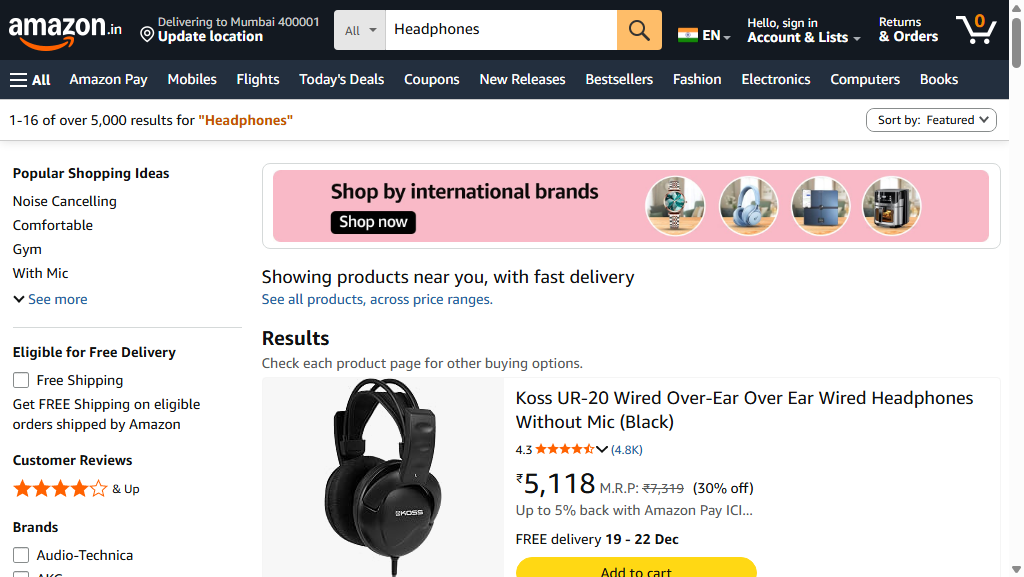 amazon.in
Delivering to Mumbai 400001
Update location
All
Headphones
EN
Hello, sign in
Account & Lists
Returns
& Orders
0
All
Amazon Pay
Mobiles
Flights
Today's Deals
Coupons
New Releases
Bestsellers
Fashion
Electronics
Computers
Books
1-16 of over 5,000 results for "Headphones"
Sort by: Featured
Popular Shopping Ideas
Noise Cancelling
Comfortable
Gym
With Mic
See more
Eligible for Free Delivery
Free Shipping
Get FREE Shipping on eligible
orders shipped by Amazon
Customer Reviews
& Up
Brands
Audio-Technica
AKG
Shop by international brands
Shop now
Showing products near you, with fast delivery
See all products, across price ranges.
Results
Check each product page for other buying options.
KOSS
Koss UR-20 Wired Over-Ear Over Ear Wired Headphones
Without Mic (Black)
4.3 (4.8K)
₹5,118 M.R.P: ₹7,319 (30% off)
Up to 5% back with Amazon Pay ICI...
FREE delivery 19 - 22 Dec
Add to cart